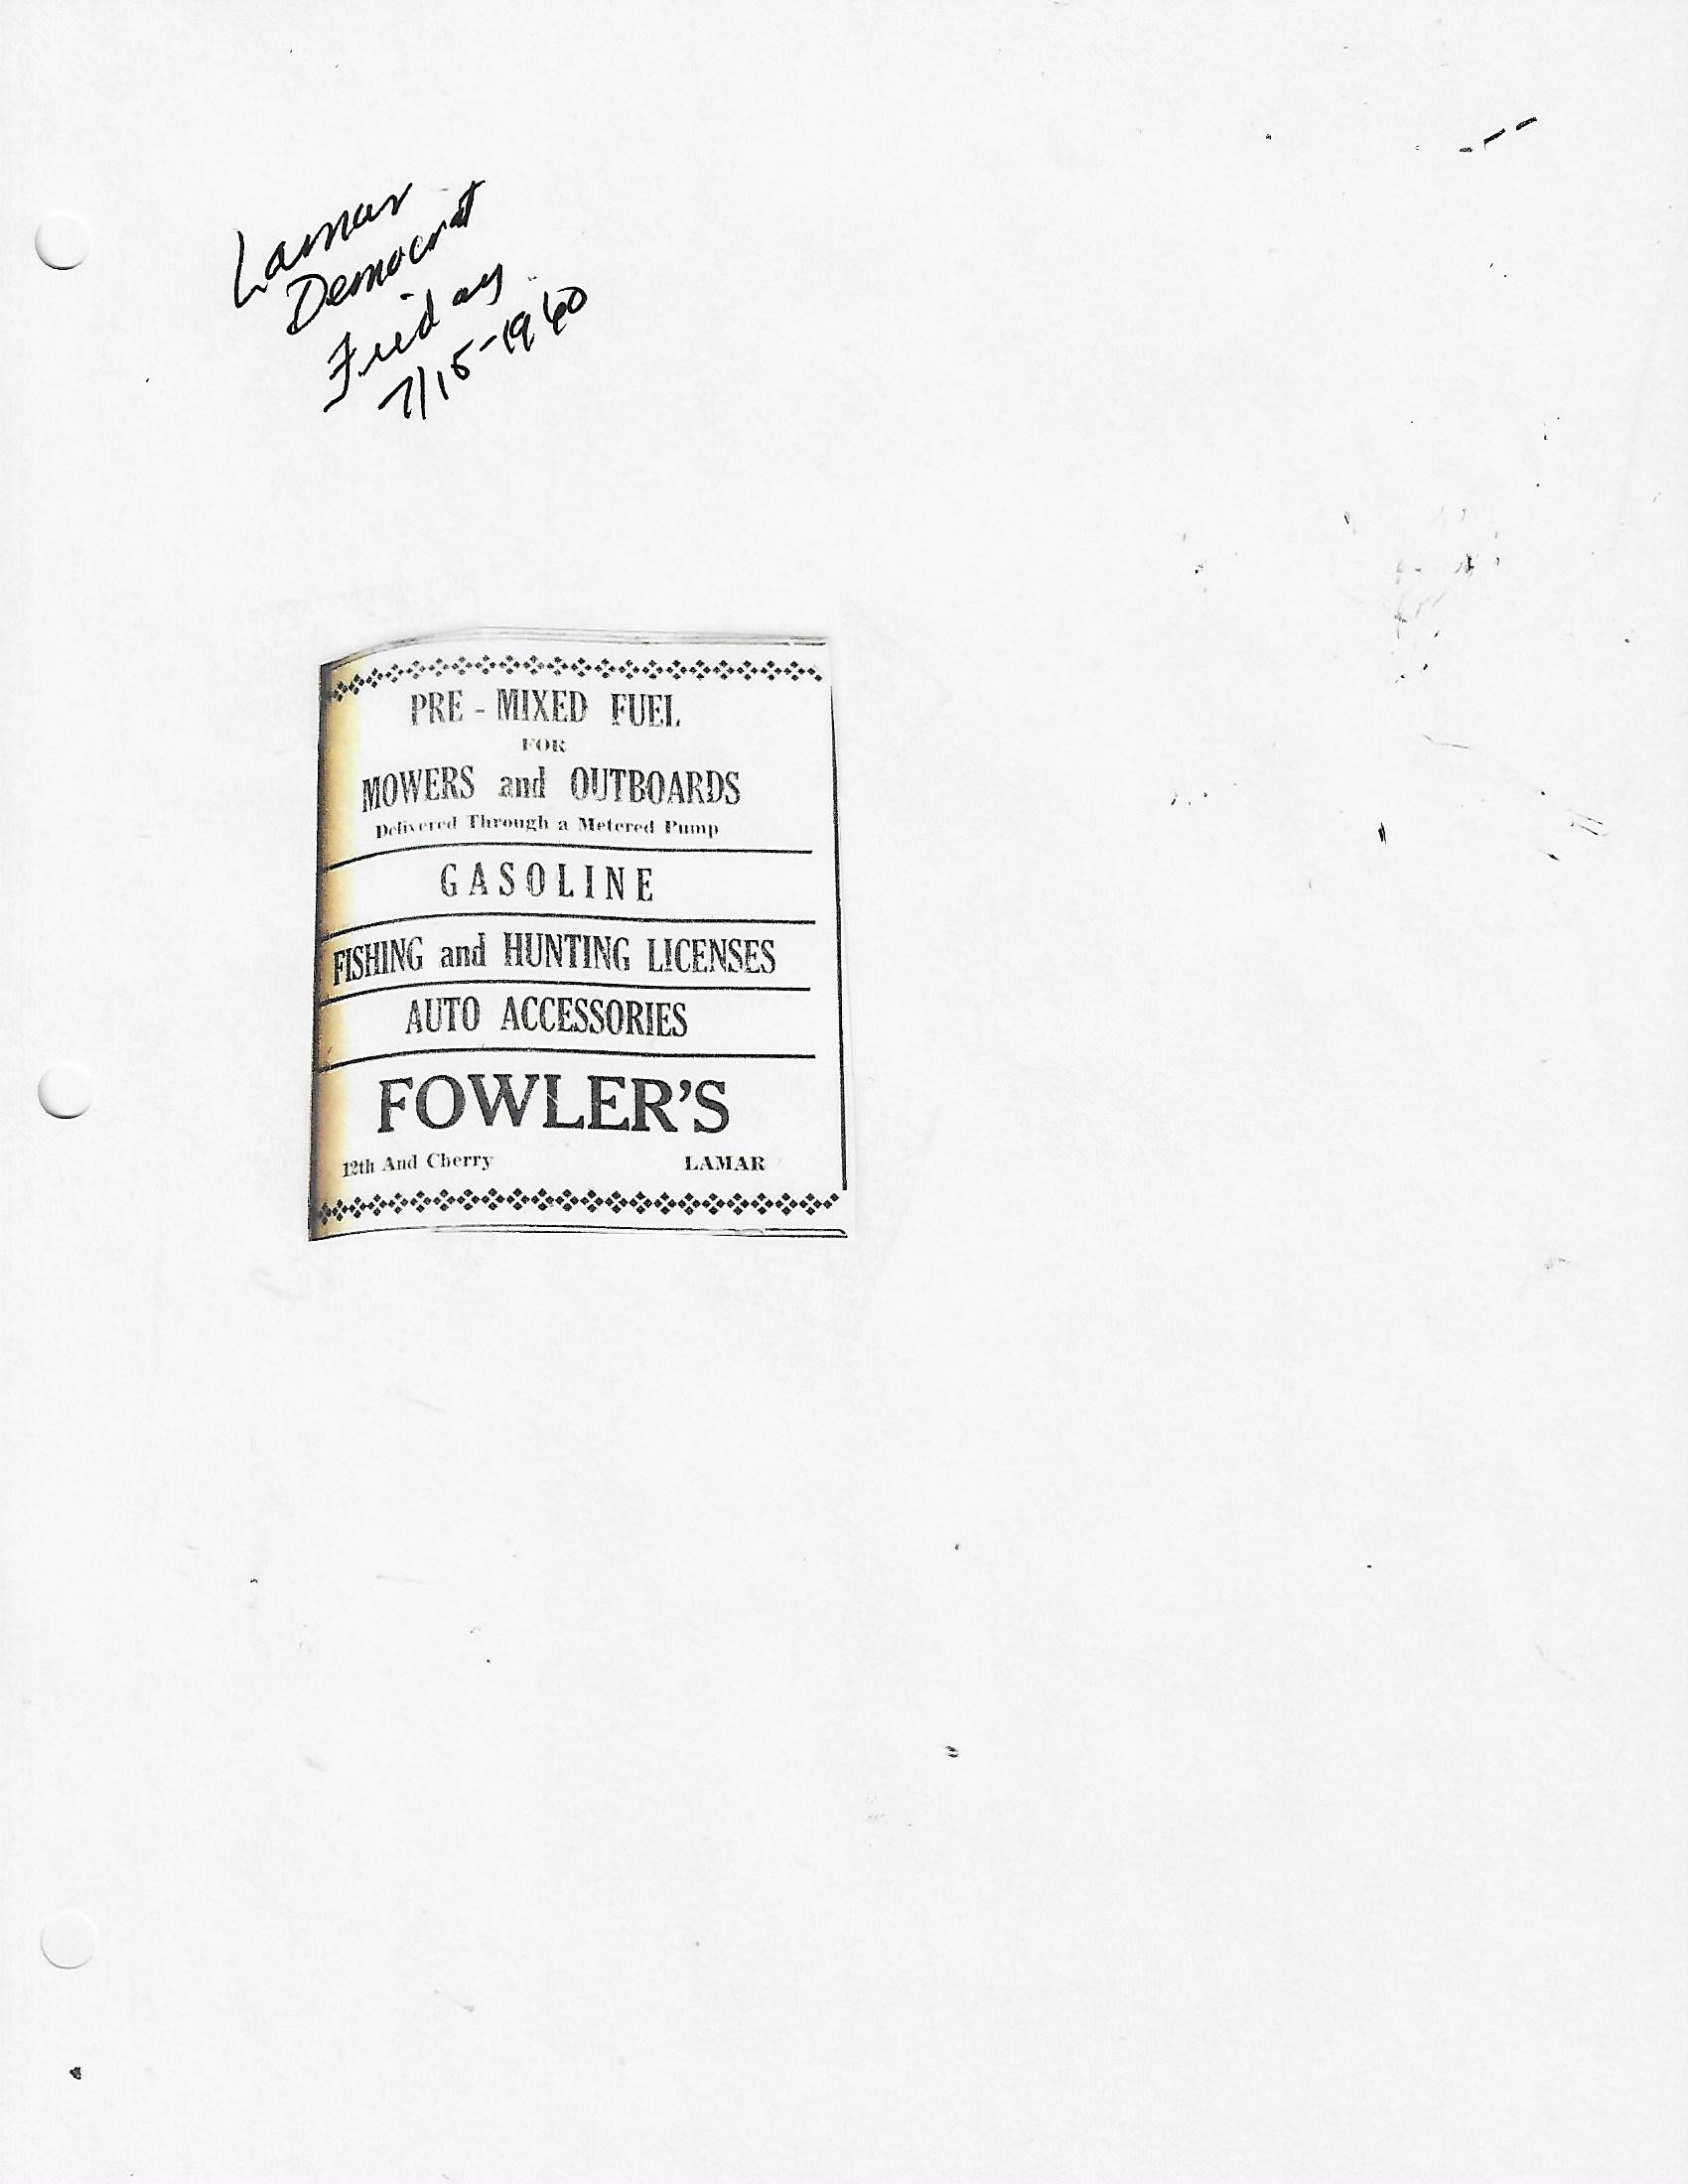 Lamar
Democrat
Friday
7/15-1960
PRE - MIXED FUEL
FOR
MOWERS and OUTBOARDS
Delivered Through a Metered Pump
GASOLINE
FISHING and HUNTING LICENSES
AUTO ACCESSORIES
FOWLER'S
12th And Cherry LAMAR